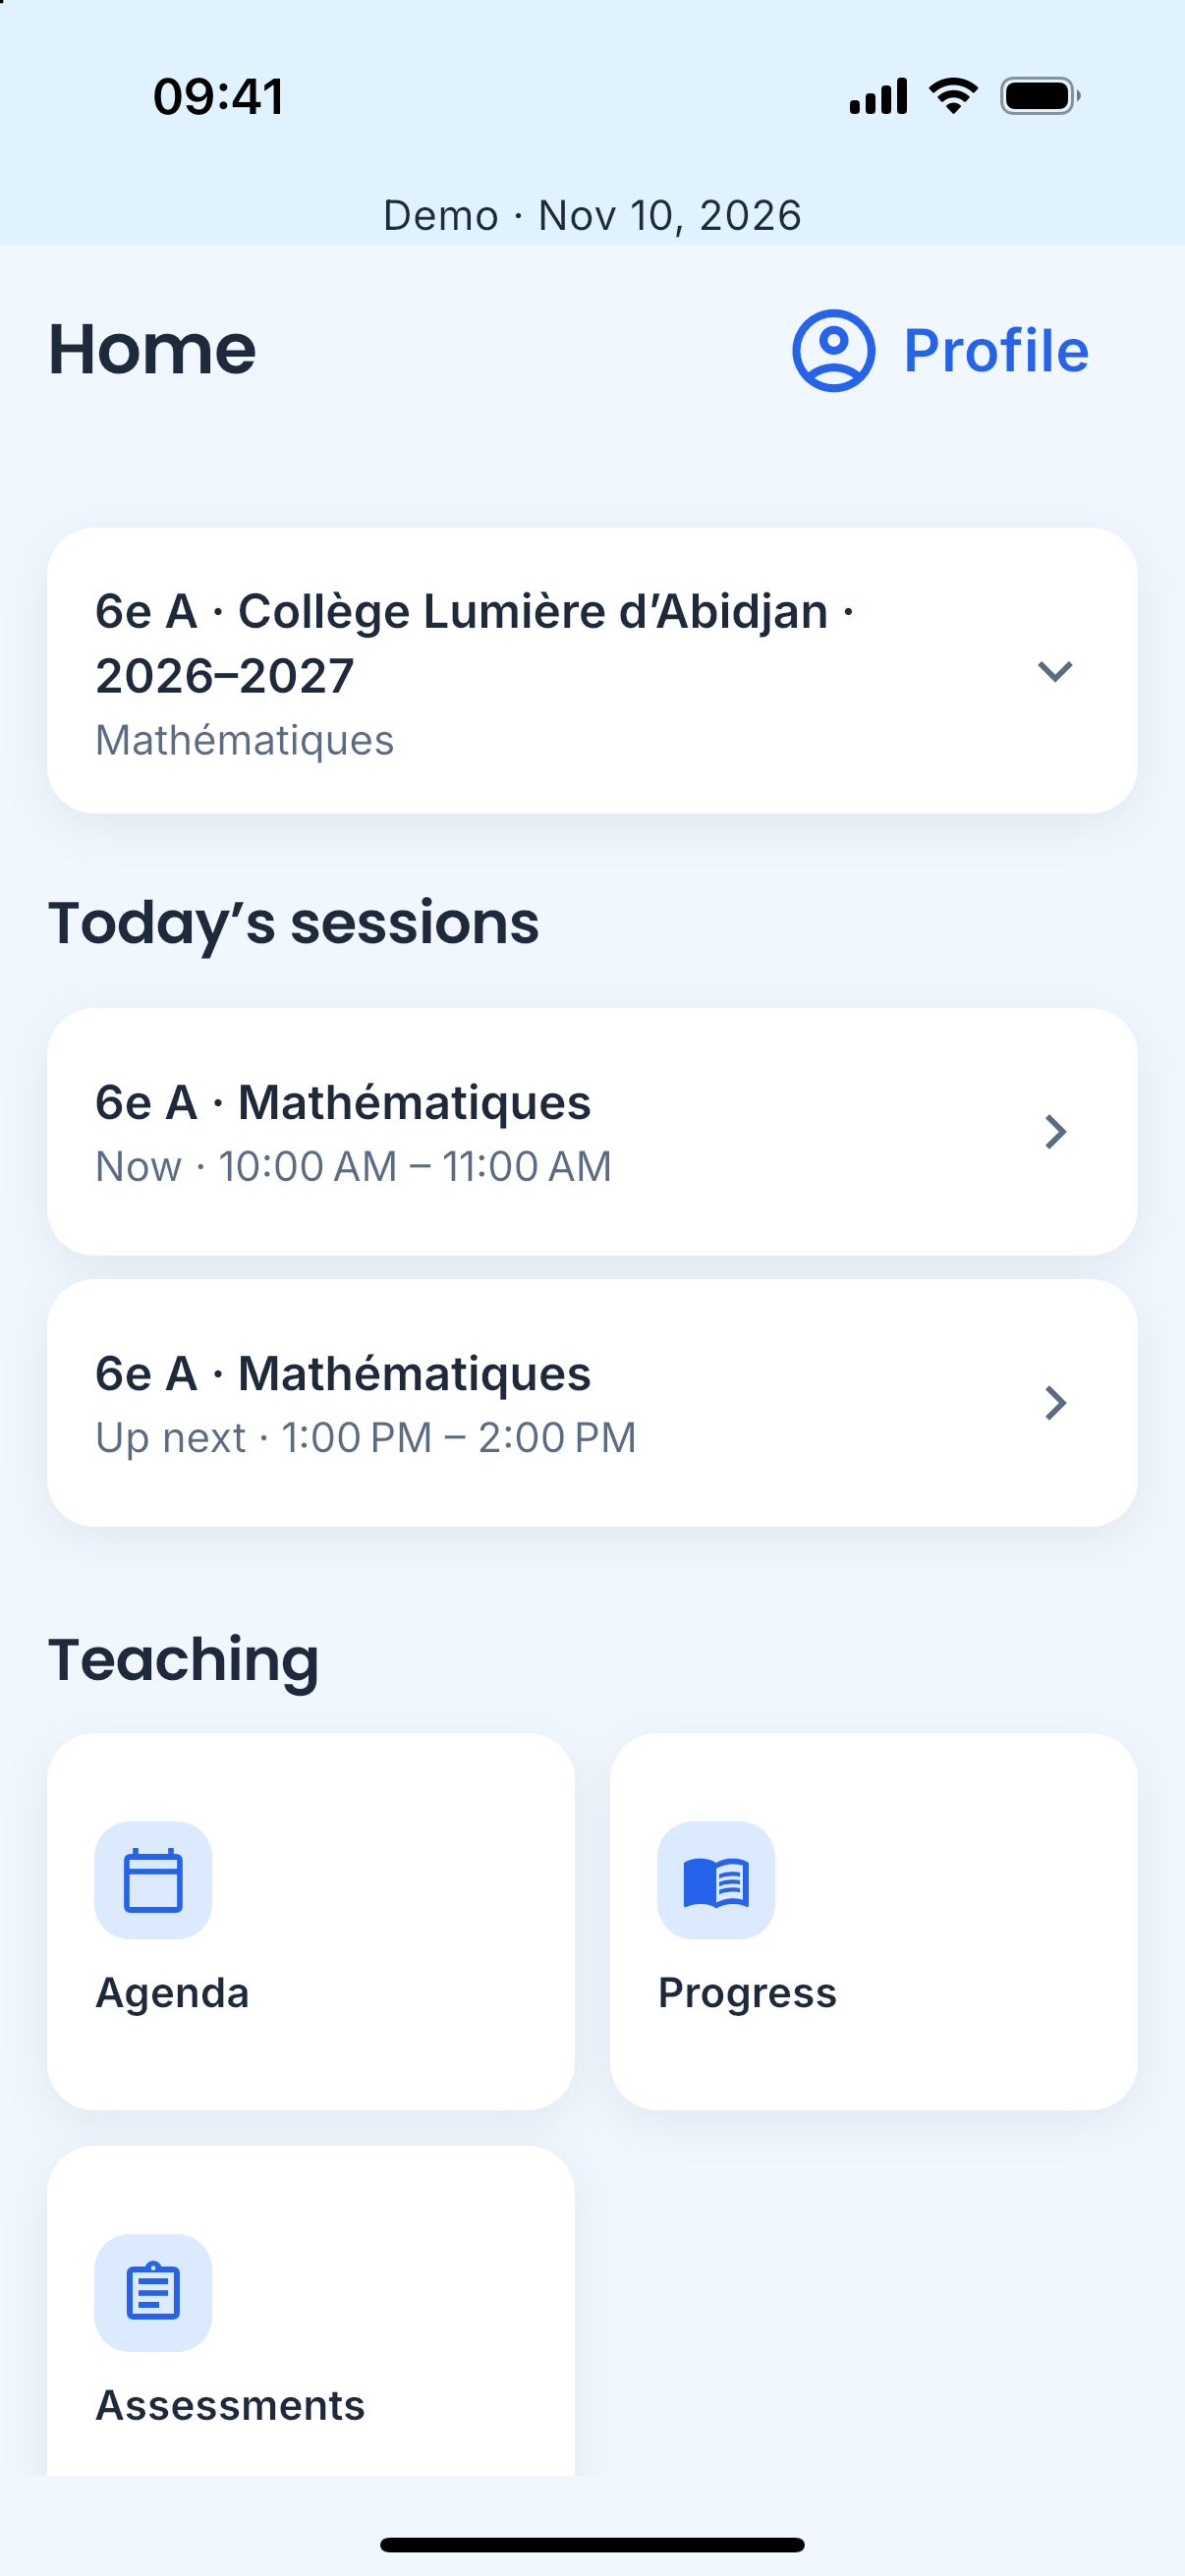 09:41
Demo · Nov 10, 2026
Home
Profile
6e A · Collège Lumière d’Abidjan ·
2026–2027
Mathématiques
Today’s sessions
6e A · Mathématiques
Now · 10:00 AM – 11:00 AM
6e A · Mathématiques
Up next · 1:00 PM – 2:00 PM
Teaching
Agenda
Progress
Assessments